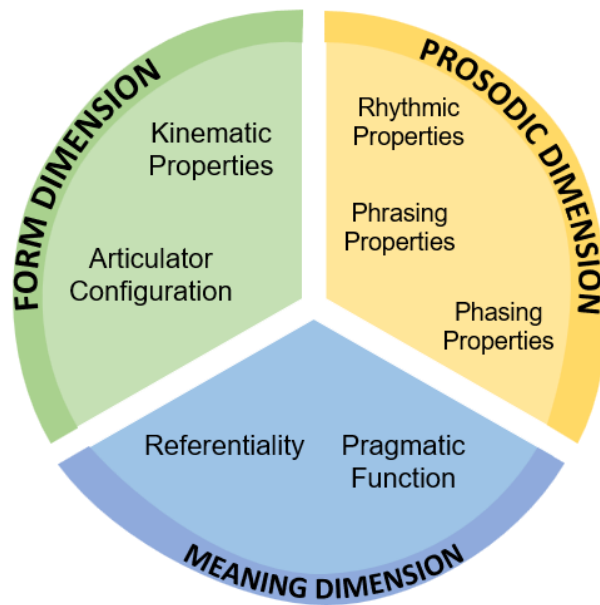 FORM DIMENSION
Kinematic
Properties
Articulator
Configuration
PROSODIC DIMENSION
Rhythmic
Properties
Phrasing
Properties
Phasing
Properties
Referentiality
Pragmatic
Function
MEANING DIMENSION